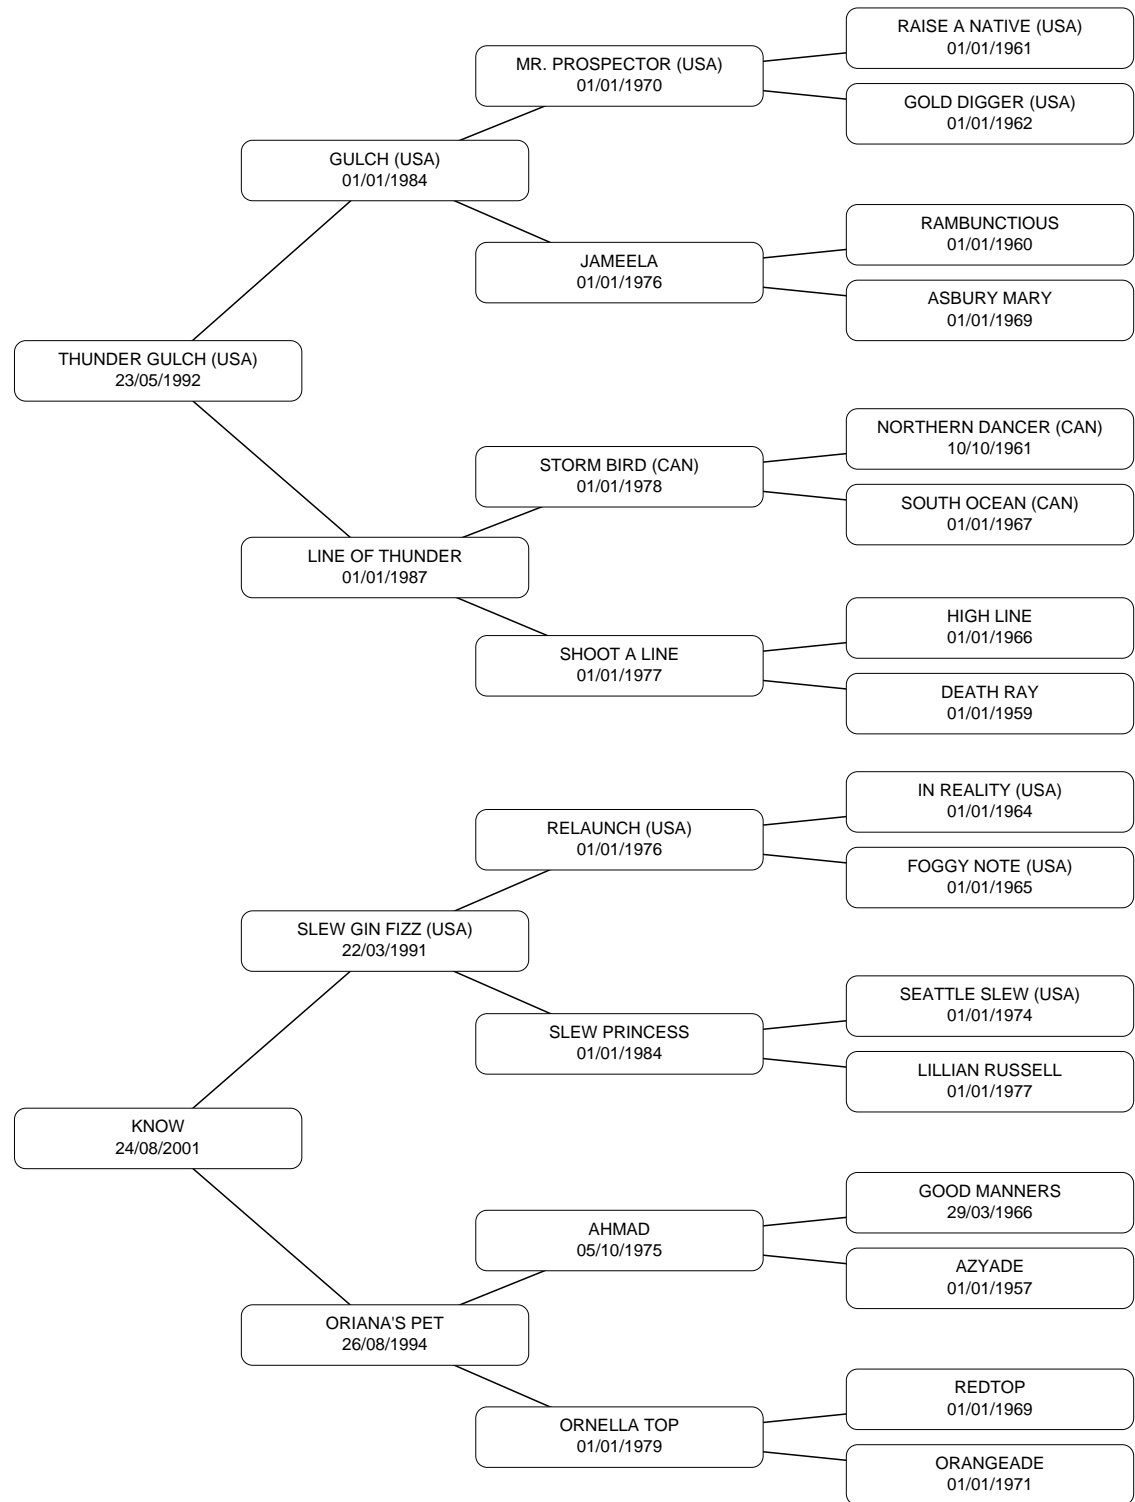 RAISE A NATIVE (USA)
01/01/1961
MR. PROSPECTOR (USA)
01/01/1970
GOLD DIGGER (USA)
01/01/1962
GULCH (USA)
01/01/1984
RAMBUNCTIOUS
01/01/1960
JAMEELA
01/01/1976
ASBURY MARY
01/01/1969
THUNDER GULCH (USA)
23/05/1992
NORTHERN DANCER (CAN)
10/10/1961
STORM BIRD (CAN)
01/01/1978
SOUTH OCEAN (CAN)
01/01/1967
LINE OF THUNDER
01/01/1987
HIGH LINE
01/01/1966
SHOOT A LINE
01/01/1977
DEATH RAY
01/01/1959
IN REALITY (USA)
01/01/1964
RELAUNCH (USA)
01/01/1976
FOGGY NOTE (USA)
01/01/1965
SLEW GIN FIZZ (USA)
22/03/1991
SEATTLE SLEW (USA)
01/01/1974
SLEW PRINCESS
01/01/1984
LILLIAN RUSSELL
01/01/1977
KNOW
24/08/2001
GOOD MANNERS
29/03/1966
AHMAD
05/10/1975
AZYADE
01/01/1957
ORIANA'S PET
26/08/1994
REDTOP
01/01/1969
ORNELLA TOP
01/01/1979
ORANGEADE
01/01/1971